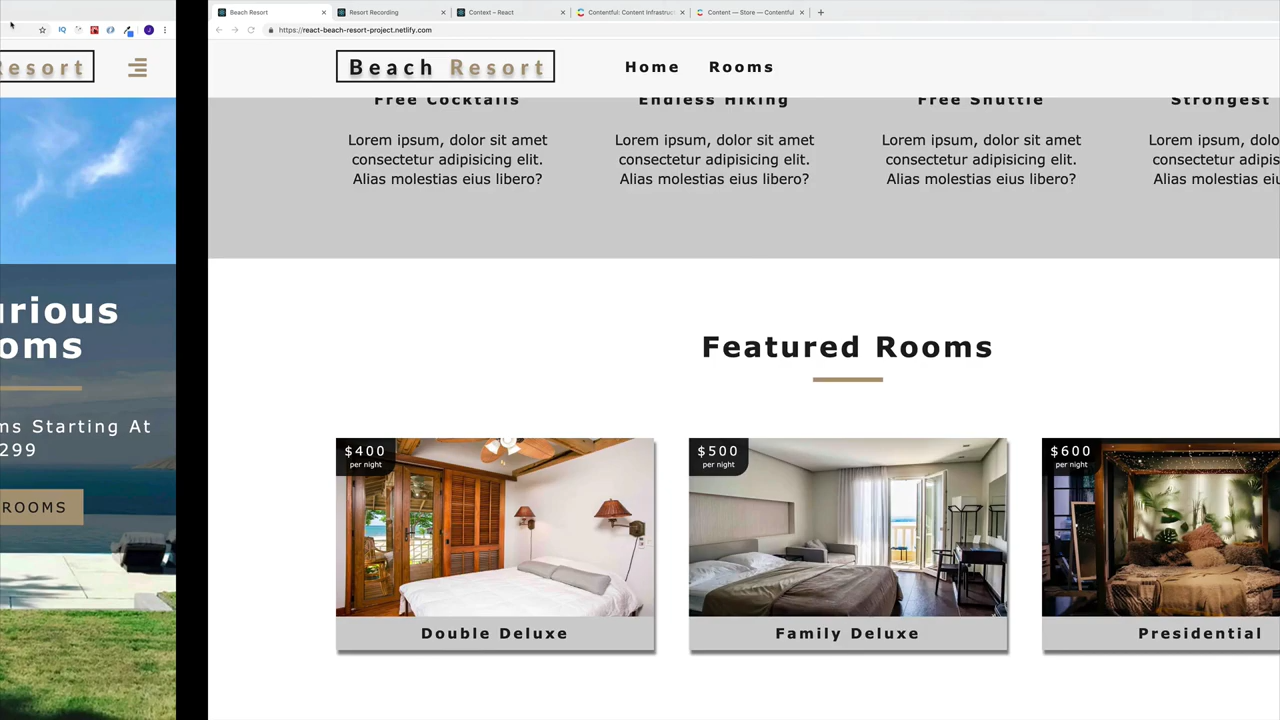 esort
urious
oms
ms Starting At
299
ROOMS
Beach Resort
Resort Recording
Context – React
Contentful: Content Infrastruc
Content — Store — Contentful
https://react-beach-resort-project.netlify.com
Beach Resort
Home
Rooms
Free Cocktails
Endless Hiking
Free Shuttle
Strongest
Lorem ipsum, dolor sit amet
consectetur adipisicing elit.
Alias molestias eius libero?
Lorem ipsum, dolor sit amet
consectetur adipisicing elit.
Alias molestias eius libero?
Lorem ipsum, dolor sit amet
consectetur adipisicing elit.
Alias molestias eius libero?
Lorem ipsum, dolor sit
consectetur adipis
Alias molestias eiu
Featured Rooms
$400
per night
Double Deluxe
$500
per night
Family Deluxe
$600
per night
Presidential